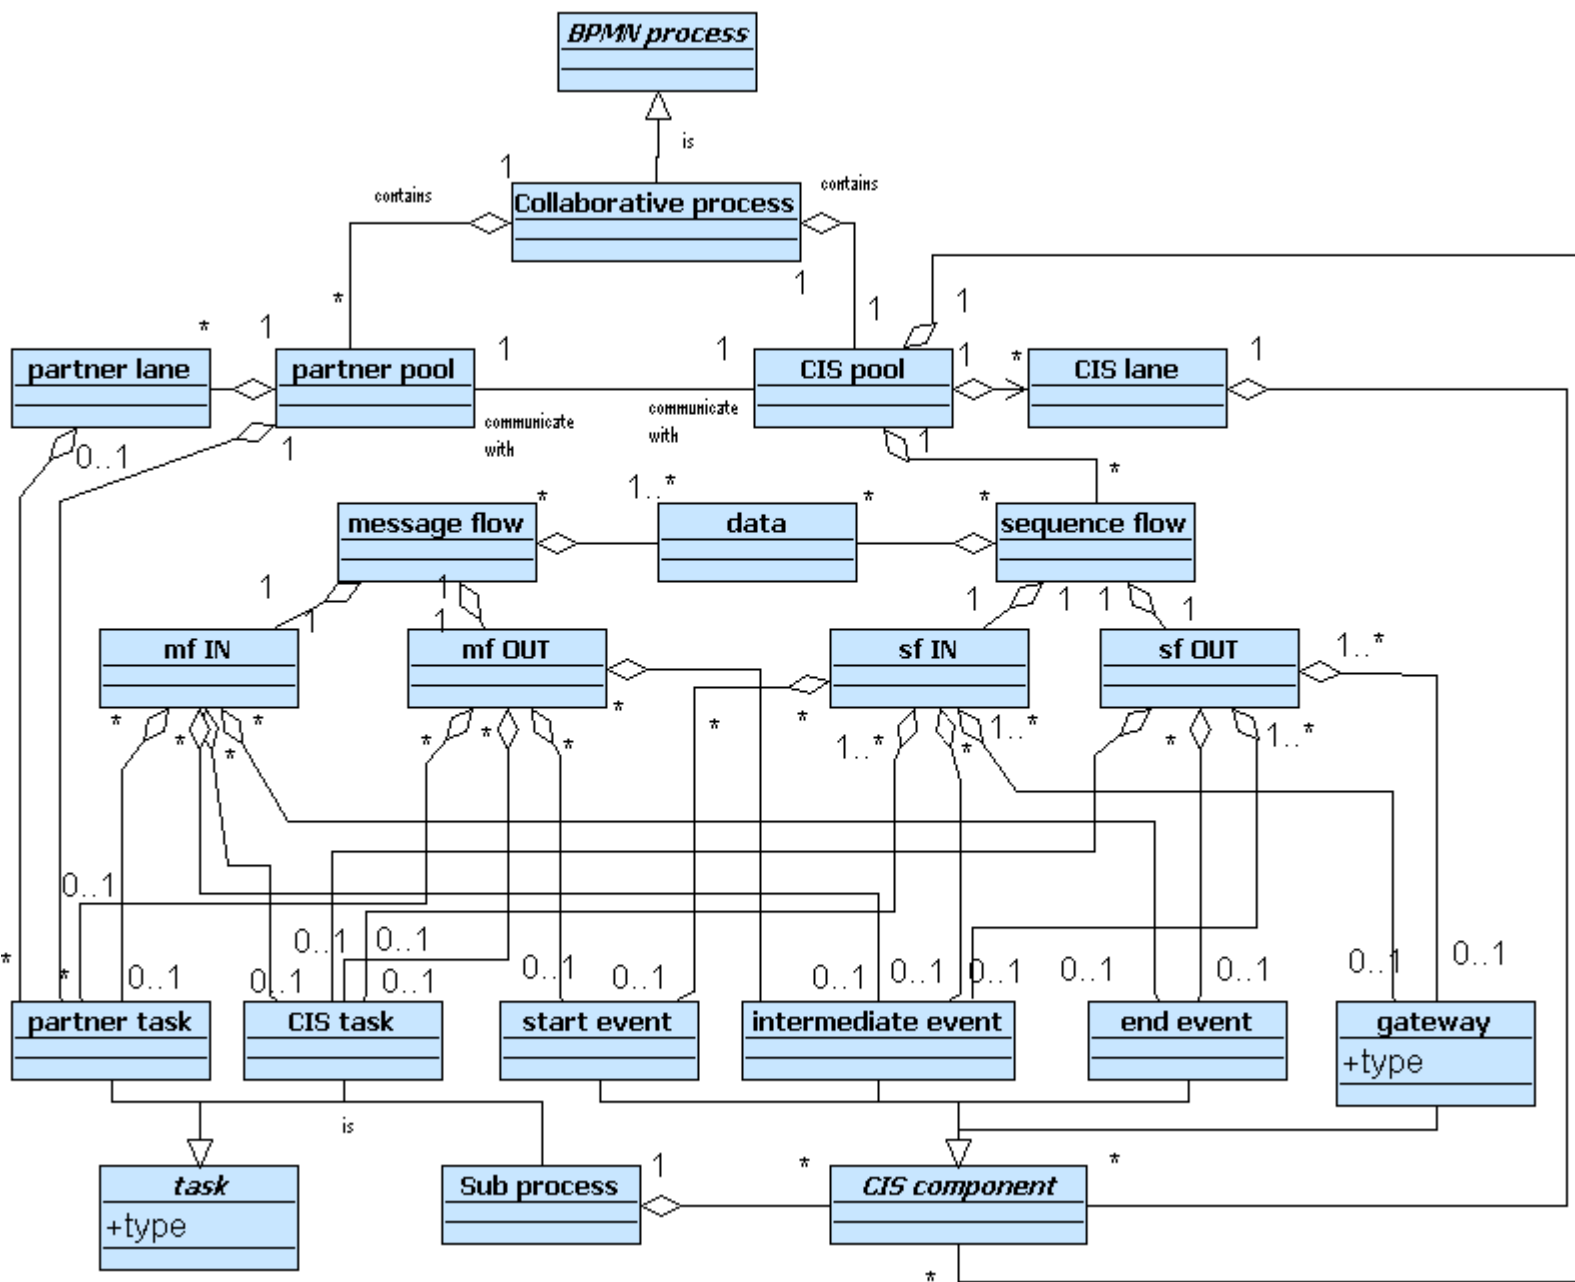 BPMN process
is
1
contains
contains
Collaborative process
1
*
1
1
*
1
1
1
1
*
1
partner lane
partner pool
CIS pool
CIS lane
communicate
with
communicate
with
0..1
1
1
*
*
1..*
*
*
message flow
data
sequence flow
1
1
1
1
1
1
1
1
mf IN
mf OUT
sf IN
sf OUT
1..*
*
*
*
*
*
*
*
*
*
*
1..*
*
1..*
*
*
1..*
0..1
0..1
0..1
*
*
0..1
0..1
0..1
0..1
0..1
0..1
0..1
0..1
0..1
0..1
0..1
0..1
partner task
CIS task
start event
intermediate event
end event
gateway
+type
is
task
+type
Sub process
1
*
CIS component
*
*